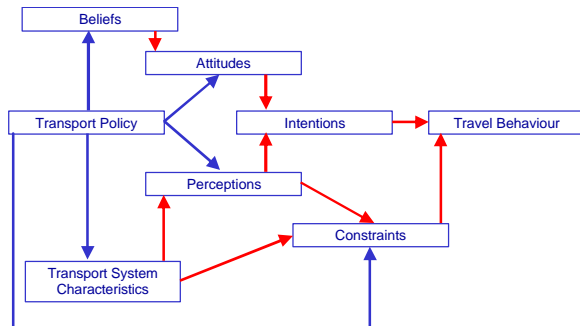 Beliefs
Attitudes
Transport Policy
Intentions
Travel Behaviour
Perceptions
Constraints
Transport System
Characteristics